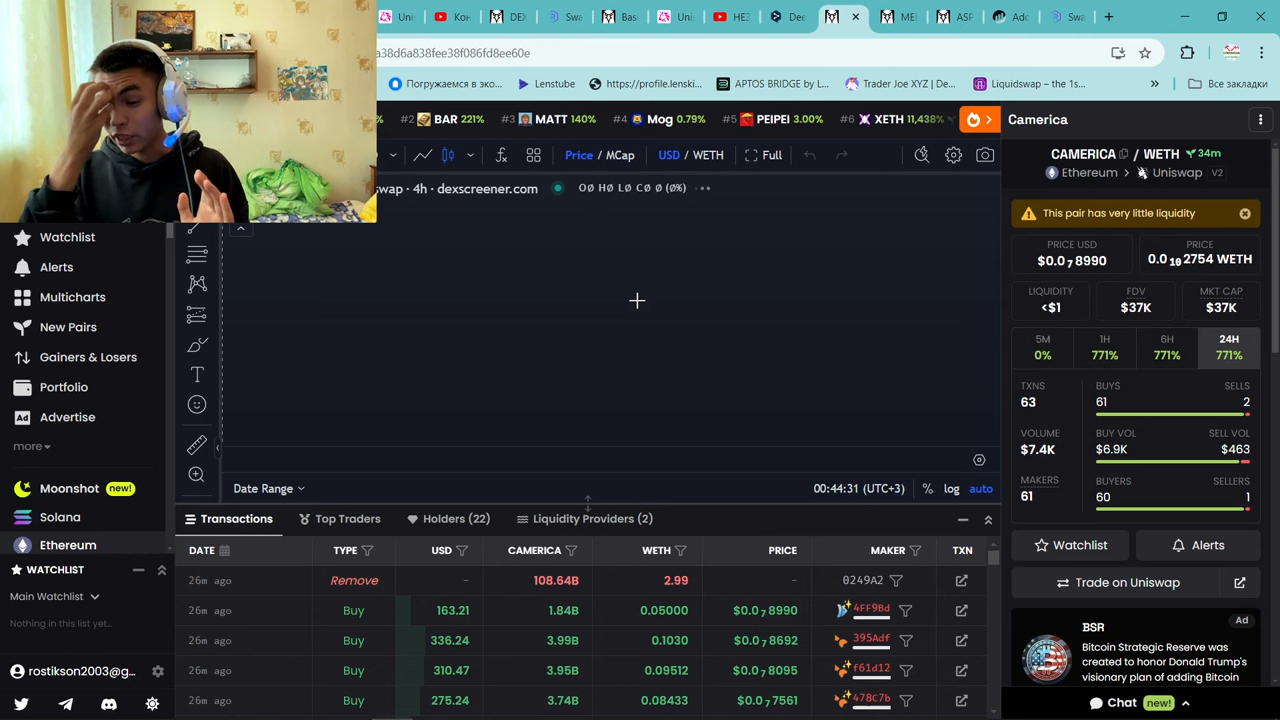 Uni
Кон
DEX
Swa
Bas
Unis
НЕЗ
Dee
MEI
ASF
Adc
Swa
a38d6a838fee38f086fd8ee60e
Погружаемся в эко...
Lenstube
https://profile.lenski...
APTOS BRIDGE by L...
Trader Joe XYZ | De...
Liquidswap – the 1s...
»
Все закладки
%
#2 BAR 221%
#3 MATT 140%
#4 Mog 0.79%
#5 PEIPEI 3.00%
#6 XETH 11,438%
Camerica
Price / MCap
USD / WETH
Full
CAMERICA / WETH 34m
Ethereum > Uniswap V2
swap · 4h · dexscreener.com
O0 H0 L0 C0 0 (0%)
This pair has very little liquidity
PRICE USD
$0.0₇8990
PRICE
0.0₁₀2754 WETH
LIQUIDITY
<$1
FDV
$37K
MKT CAP
$37K
5M
0%
1H
771%
6H
771%
24H
771%
TXNS
63
BUYS
61
SELLS
2
VOLUME
$7.4K
BUY VOL
$6.9K
SELL VOL
$463
MAKERS
61
BUYERS
60
SELLERS
1
Watchlist
Alerts
Trade on Uniswap
Ad
BSR
Bitcoin Strategic Reserve was
created to honor Donald Trump's
visionary plan of adding Bitcoin
Chat new!
Watchlist
Alerts
Multicharts
New Pairs
Gainers & Losers
Portfolio
Ad Advertise
more
Moonshot new!
Solana
Ethereum
WATCHLIST
Main Watchlist
Nothing in this list yet...
rostikson2003@g...
Date Range
00:44:31 (UTC+3)
% log auto
Transactions
Top Traders
Holders (22)
Liquidity Providers (2)
DATE TYPE USD CAMERICA WETH PRICE MAKER TXN
26m ago Remove - 108.64B 2.99 - 0249A2
26m ago Buy 163.21 1.84B 0.05000 $0.0₇8990 4FF9Bd
26m ago Buy 336.24 3.99B 0.1030 $0.0₇8692 395Adf
26m ago Buy 310.47 3.95B 0.09512 $0.0₇8095 f61d12
26m ago Buy 275.24 3.74B 0.08433 $0.0₇7561 478C7b